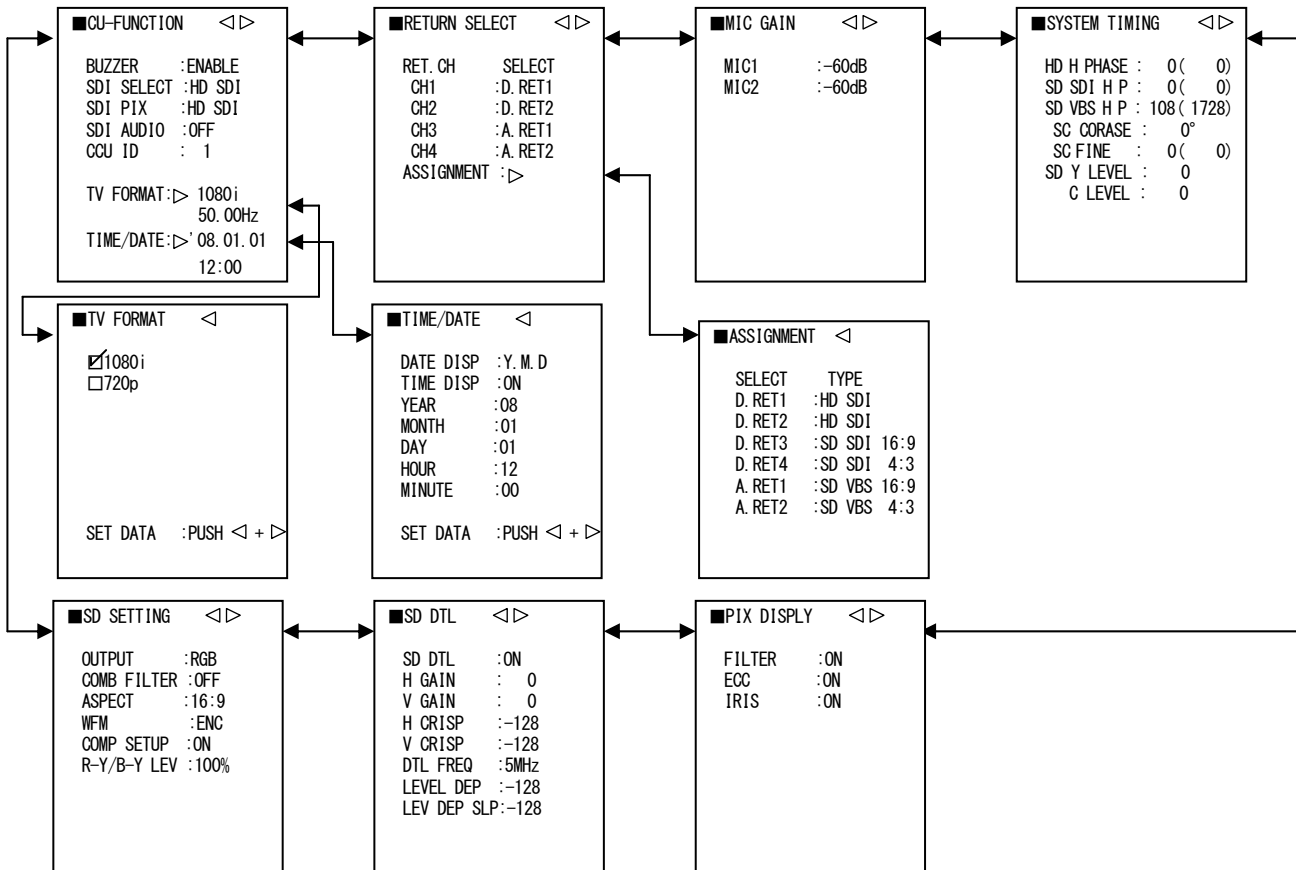 ■CU-FUNCTION ◁▷
BUZZER :ENABLE
SDI SELECT :HD SDI
SDI PIX :HD SDI
SDI AUDIO :OFF
CCU ID : 1
TV FORMAT:▷ 1080i
50.00Hz
TIME/DATE:▷'08.01.01
12:00
■RETURN SELECT ◁▷
RET.CH SELECT
CH1 :D.RET1
CH2 :D.RET2
CH3 :A.RET1
CH4 :A.RET2
ASSIGNMENT :▷
■MIC GAIN ◁▷
MIC1 :-60dB
MIC2 :-60dB
■SYSTEM TIMING ◁▷
HD H PHASE : 0( 0)
SD SDI H P : 0( 0)
SD VBS H P : 108(1728)
SC CORASE : 0°
SC FINE : 0( 0)
SD Y LEVEL : 0
C LEVEL : 0
■TV FORMAT ◁
☑1080i
☐720p
SET DATA :PUSH ◁ + ▷
■TIME/DATE ◁
DATE DISP :Y.M.D
TIME DISP :ON
YEAR :08
MONTH :01
DAY :01
HOUR :12
MINUTE :00
SET DATA :PUSH ◁ + ▷
■ASSIGNMENT ◁
SELECT TYPE
D.RET1 :HD SDI
D.RET2 :HD SDI
D.RET3 :SD SDI 16:9
D.RET4 :SD SDI 4:3
A.RET1 :SD VBS 16:9
A.RET2 :SD VBS 4:3
■SD SETTING ◁▷
OUTPUT :RGB
COMB FILTER :OFF
ASPECT :16:9
WFM :ENC
COMP SETUP :ON
R-Y/B-Y LEV :100%
■SD DTL ◁▷
SD DTL :ON
H GAIN : 0
V GAIN : 0
H CRISP :-128
V CRISP :-128
DTL FREQ :5MHz
LEVEL DEP :-128
LEV DEP SLP:-128
■PIX DISPLY ◁▷
FILTER :ON
ECC :ON
IRIS :ON